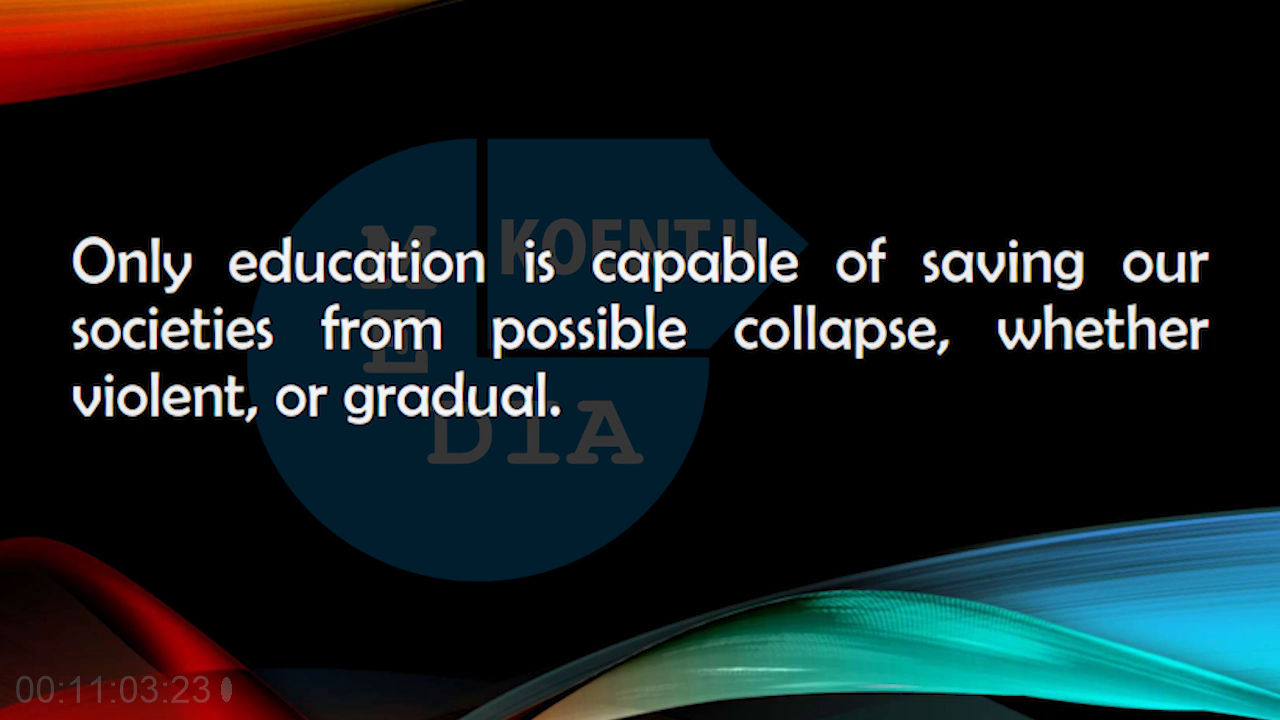 Only education is capable of saving our
societies from possible collapse, whether
violent, or gradual.
KOENTJI
MEDIA
00:11:03:23